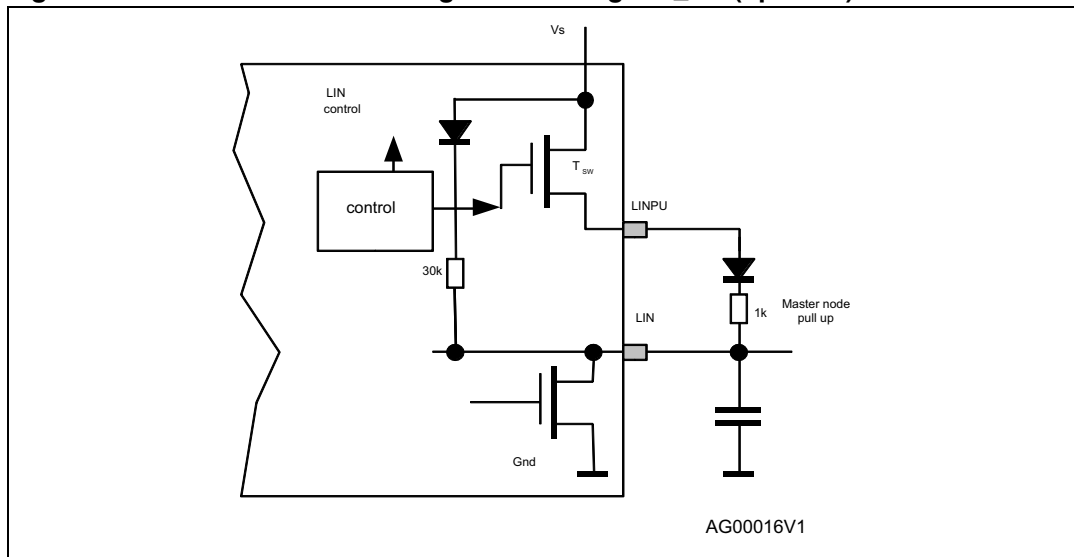 Vs
LIN
control
T sw
control
LINPU
30k
1k
Master node
pull up
LIN
Gnd
AG00016V1